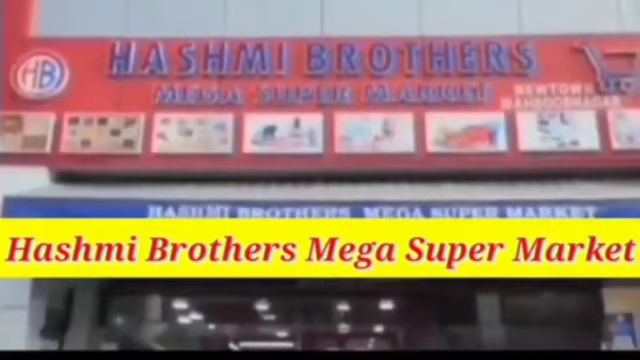 HB
HASHMI BROTHERS
MEGA SUPER MARKET
NEWTOWN
MAHBOOBNAGAR
HASHMI BROTHERS MEGA SUPER MARKET
Hashmi Brothers Mega Super Market